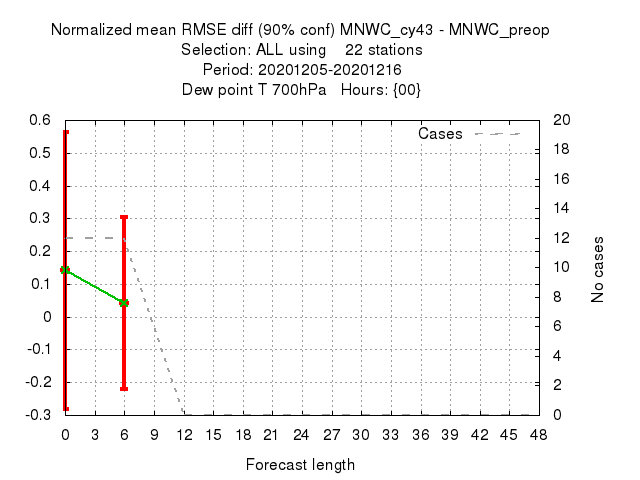 Normalized mean RMSE diff (90% conf) MNWC_cy43 - MNWC_preop
Selection: ALL using    22 stations
Period: 20201205-20201216
Dew point T 700hPa   Hours: {00}
Cases
0.6
0.5
0.4
0.3
0.2
0.1
0
-0.1
-0.2
-0.3
20
18
16
14
12
10
8
6
4
2
0
No cases
0 3 6 9 12 15 18 21 24 27 30 33 36 39 42 45 48
Forecast length